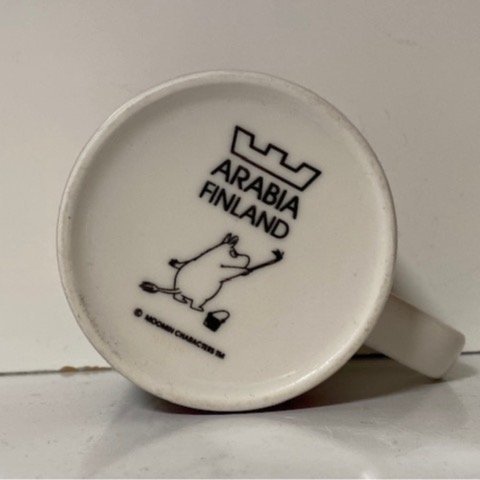 ARABIA
FINLAND
© MOOMIN CHARACTERS TM